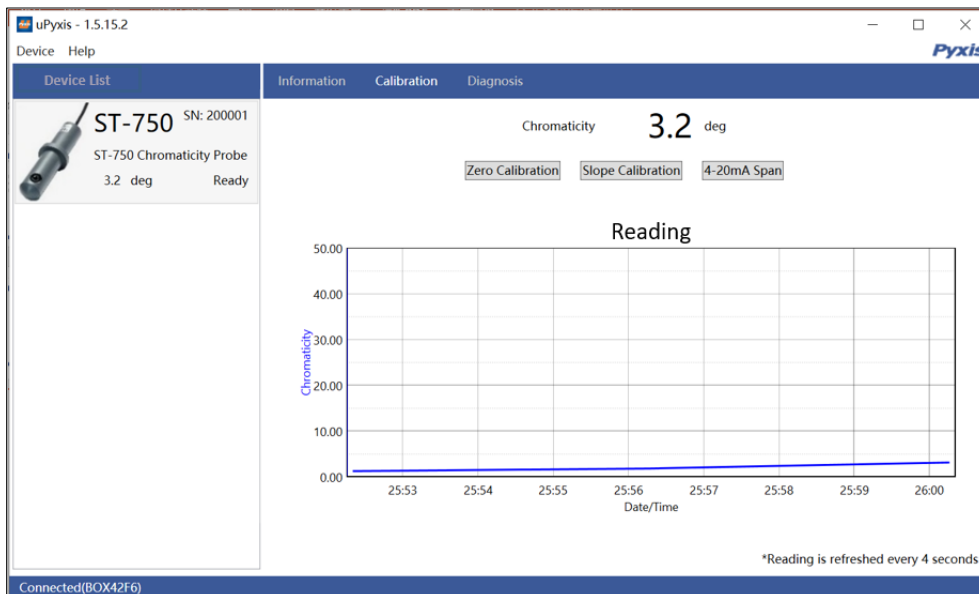 uPyxis - 1.5.15.2
Device Help
Pyxis
Device List
Information Calibration Diagnosis
ST-750 SN: 200001
ST-750 Chromaticity Probe
3.2 deg Ready
Chromaticity 3.2 deg
Zero Calibration Slope Calibration 4-20mA Span
Reading
50.00
40.00
30.00
20.00
10.00
0.00
Chromaticity
25:53 25:54 25:55 25:56 25:57 25:58 25:59 26:00
Date/Time
*Reading is refreshed every 4 seconds
Connected(BOX42F6)